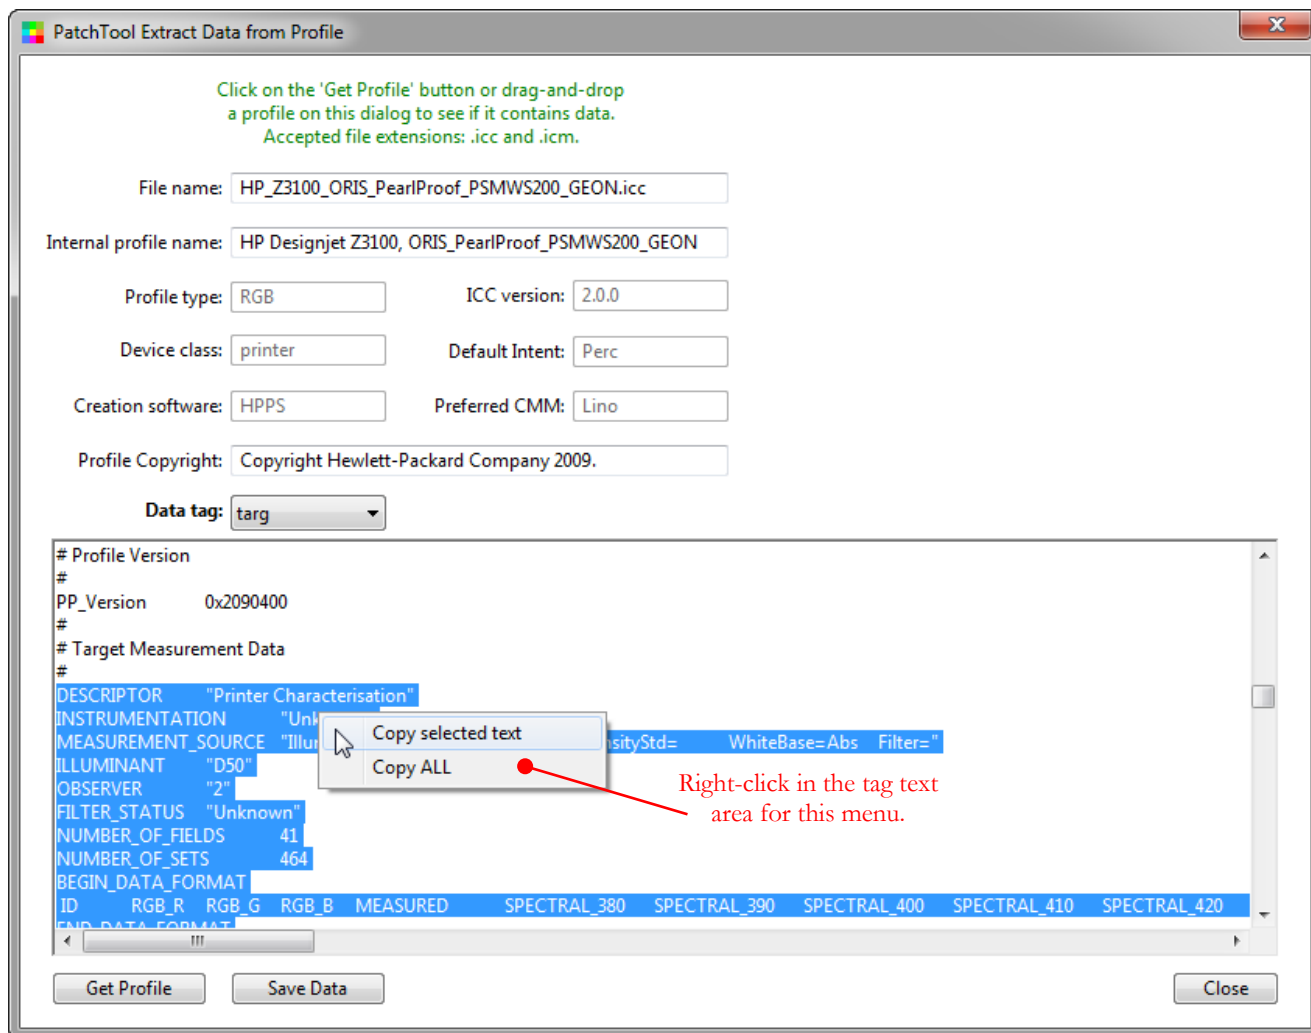 PatchTool Extract Data from Profile
Click on the 'Get Profile' button or drag-and-drop
a profile on this dialog to see if it contains data.
Accepted file extensions: .icc and .icm.
File name: HP_Z3100_ORIS_PearlProof_PSMWS200_GEON.icc
Internal profile name: HP Designjet Z3100, ORIS_PearlProof_PSMWS200_GEON
Profile type: RGB ICC version: 2.0.0
Device class: printer Default Intent: Perc
Creation software: HPPS Preferred CMM: Lino
Profile Copyright: Copyright Hewlett-Packard Company 2009.
Data tag: targ
# Profile Version
#
PP_Version 0x2090400
#
# Target Measurement Data
#
DESCRIPTOR "Printer Characterisation"
INSTRUMENTATION
MEASUREMENT_SOURCE WhiteBase=Abs Filter="
ILLUMINANT "D50"
OBSERVER "2"
FILTER_STATUS "Unknown"
NUMBER_OF_FIELDS 41
NUMBER_OF_SETS 464
BEGIN_DATA_FORMAT
ID RGB_R RGB_G RGB_B MEASURED SPECTRAL_380 SPECTRAL_390 SPECTRAL_400 SPECTRAL_410 SPECTRAL_420
END_DATA_FORMAT
Copy selected text
Copy ALL
Right-click in the tag text
area for this menu.
Get Profile Save Data Close